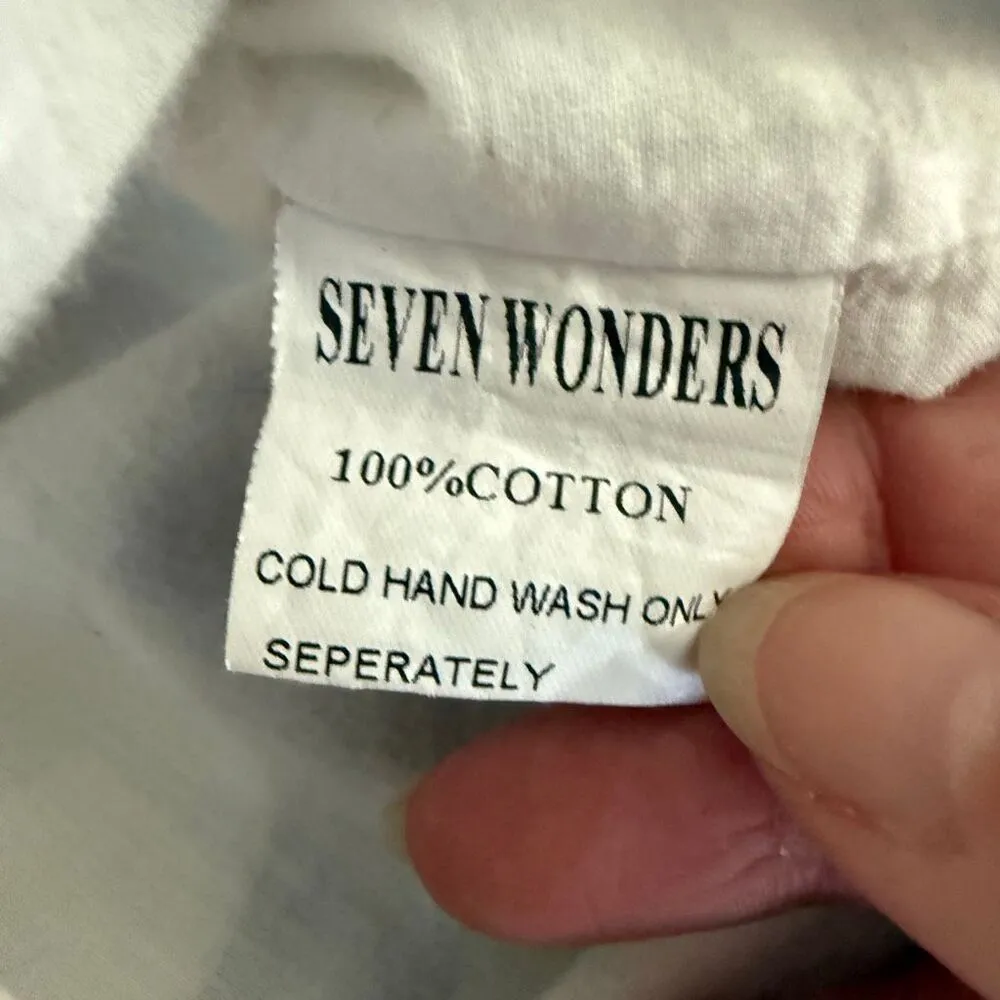 SEVEN WONDERS
100%COTTON
COLD HAND WASH ONLY
SEPERATELY